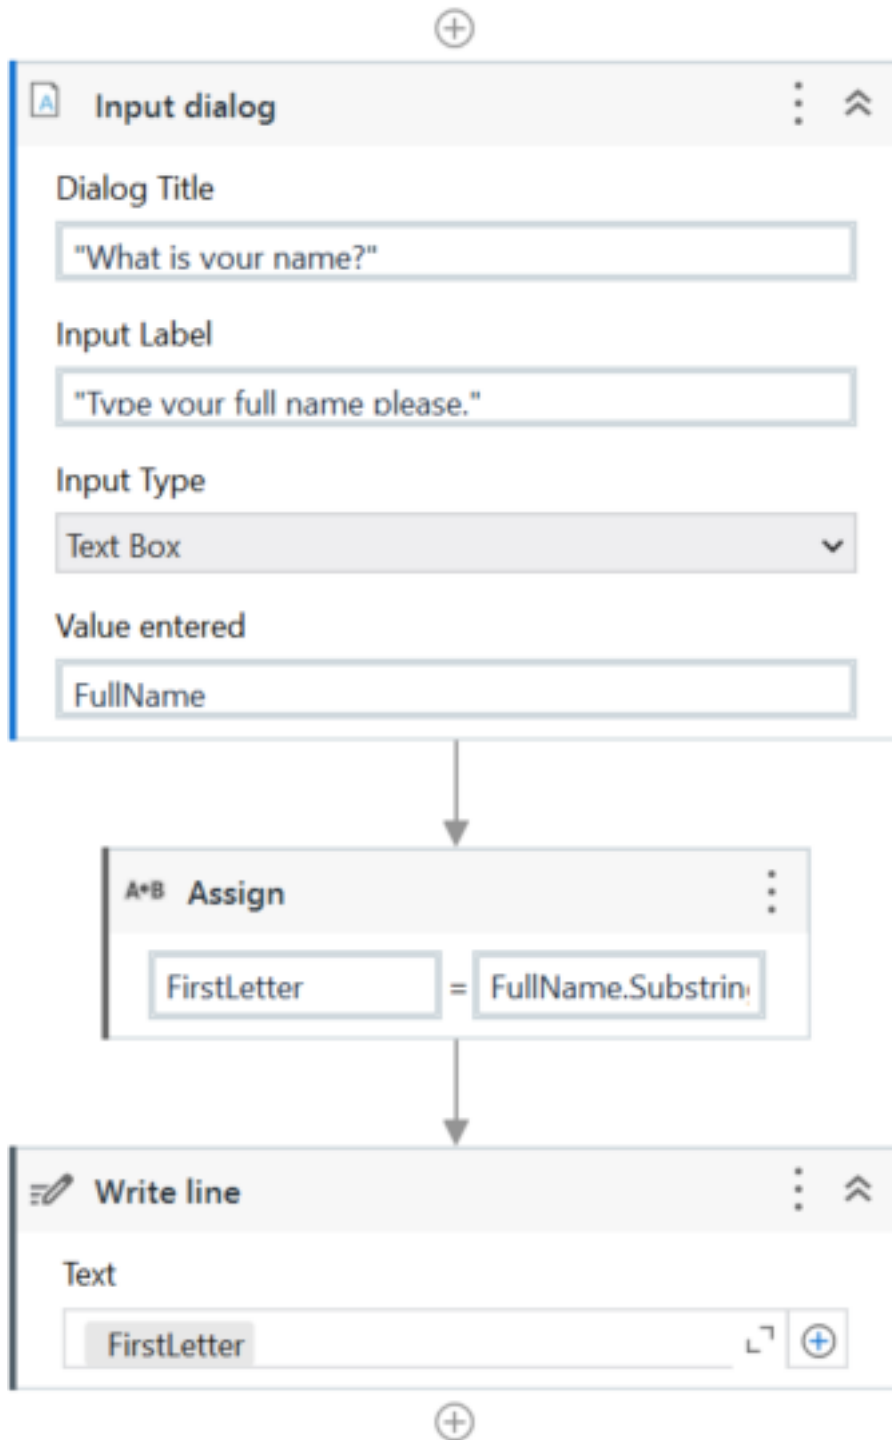 Input dialog
Dialog Title
"What is your name?"
Input Label
"Type your full name please."
Input Type
Text Box
Value entered
FullName
A*B Assign
FirstLetter = FullName.Substrin
Write line
Text
FirstLetter